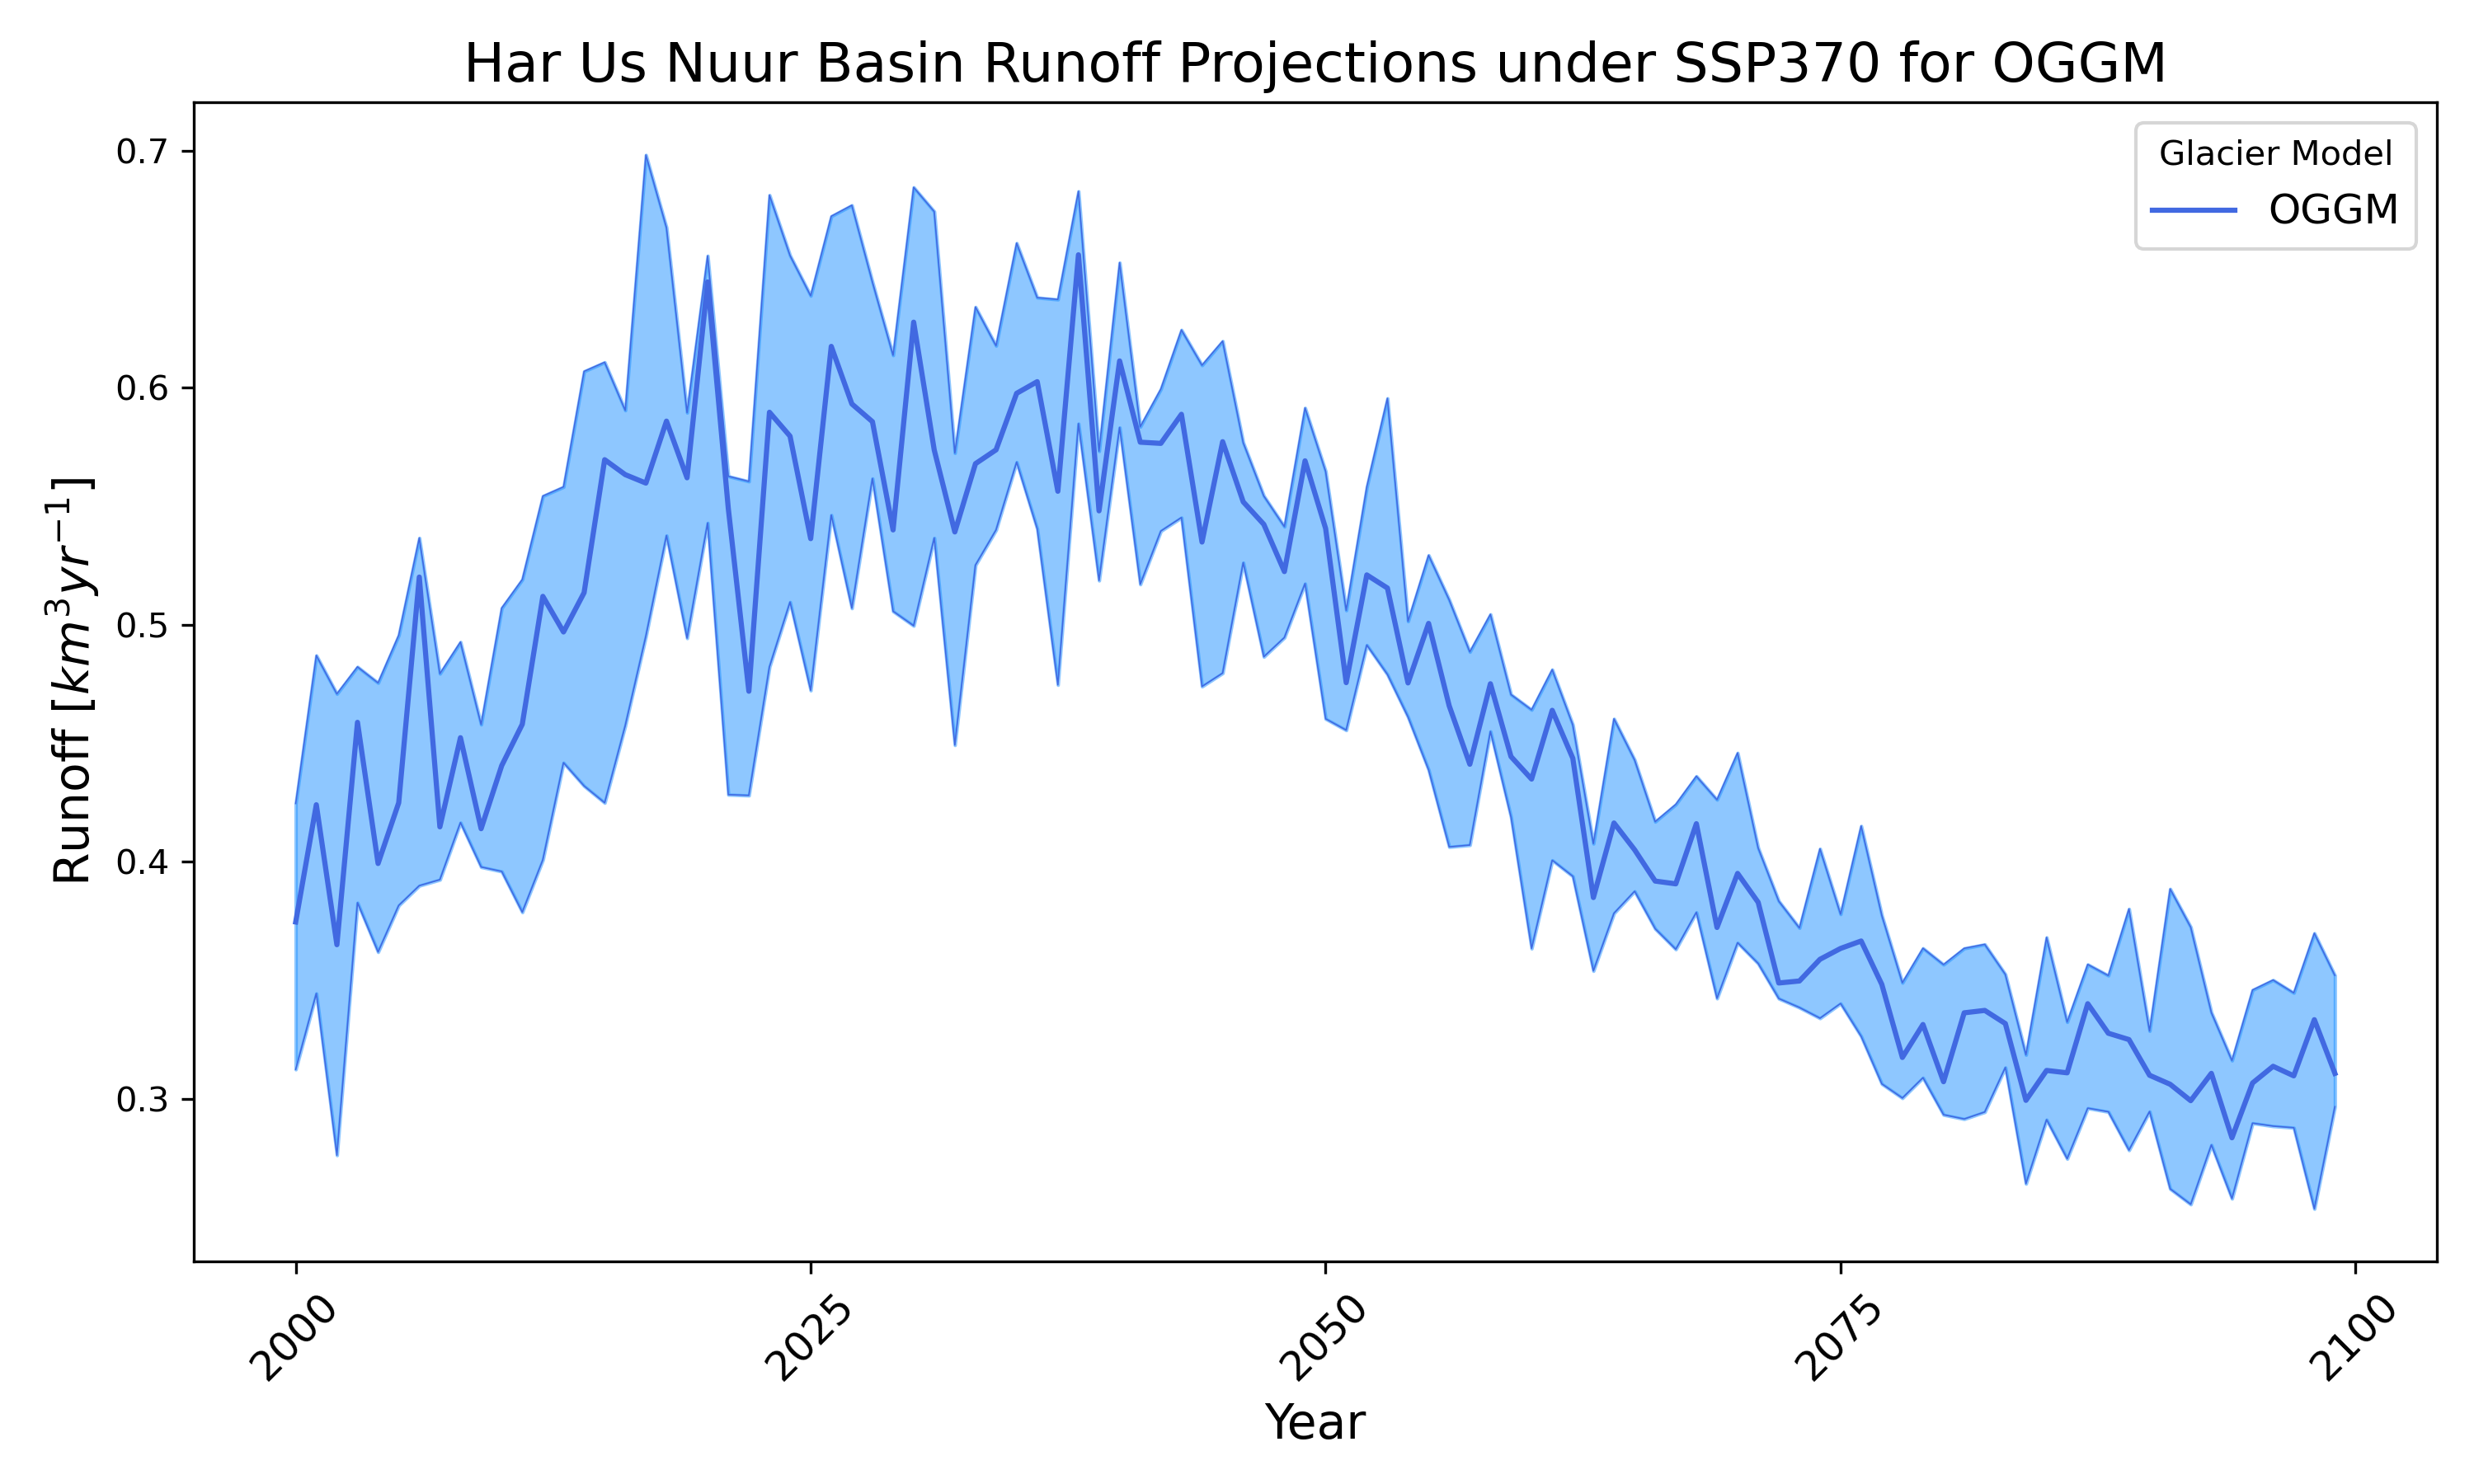 Har Us Nuur Basin Runoff Projections under SSP370 for OGGM
Glacier Model
OGGM
Runoff [km³yr⁻¹]
0.7
0.6
0.5
0.4
0.3
2000
2025
2050
2075
2100
Year